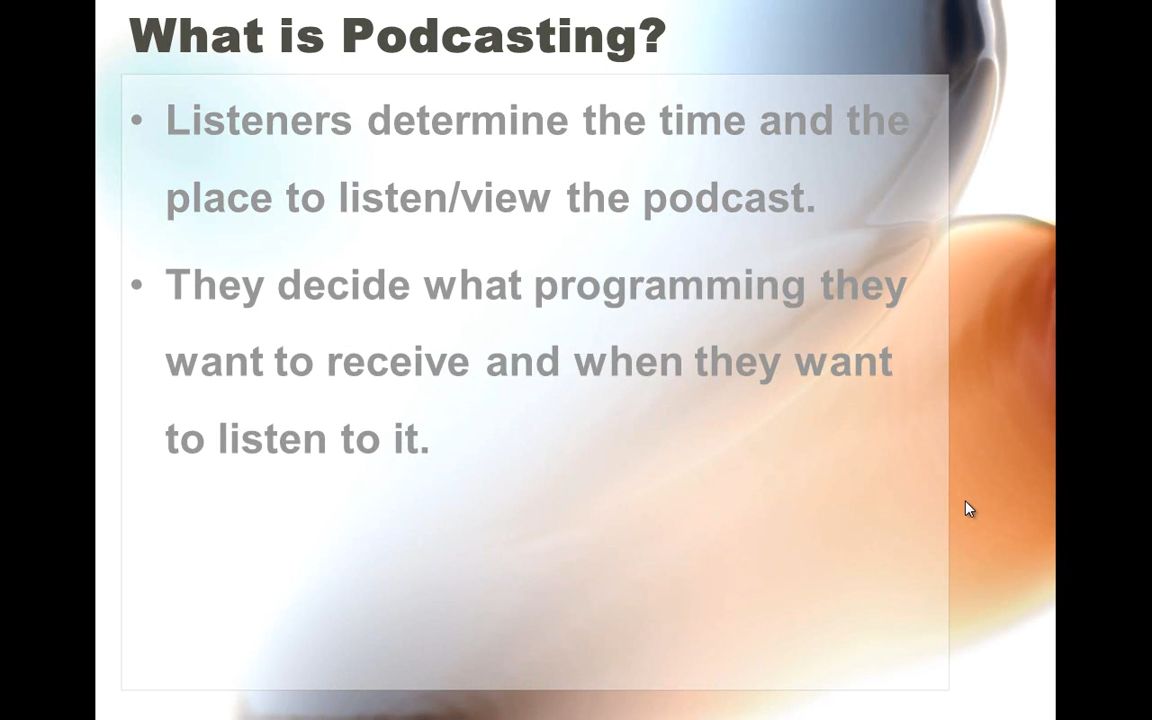 What is Podcasting?
• Listeners determine the time and the
place to listen/view the podcast.
• They decide what programming they
want to receive and when they want
to listen to it.